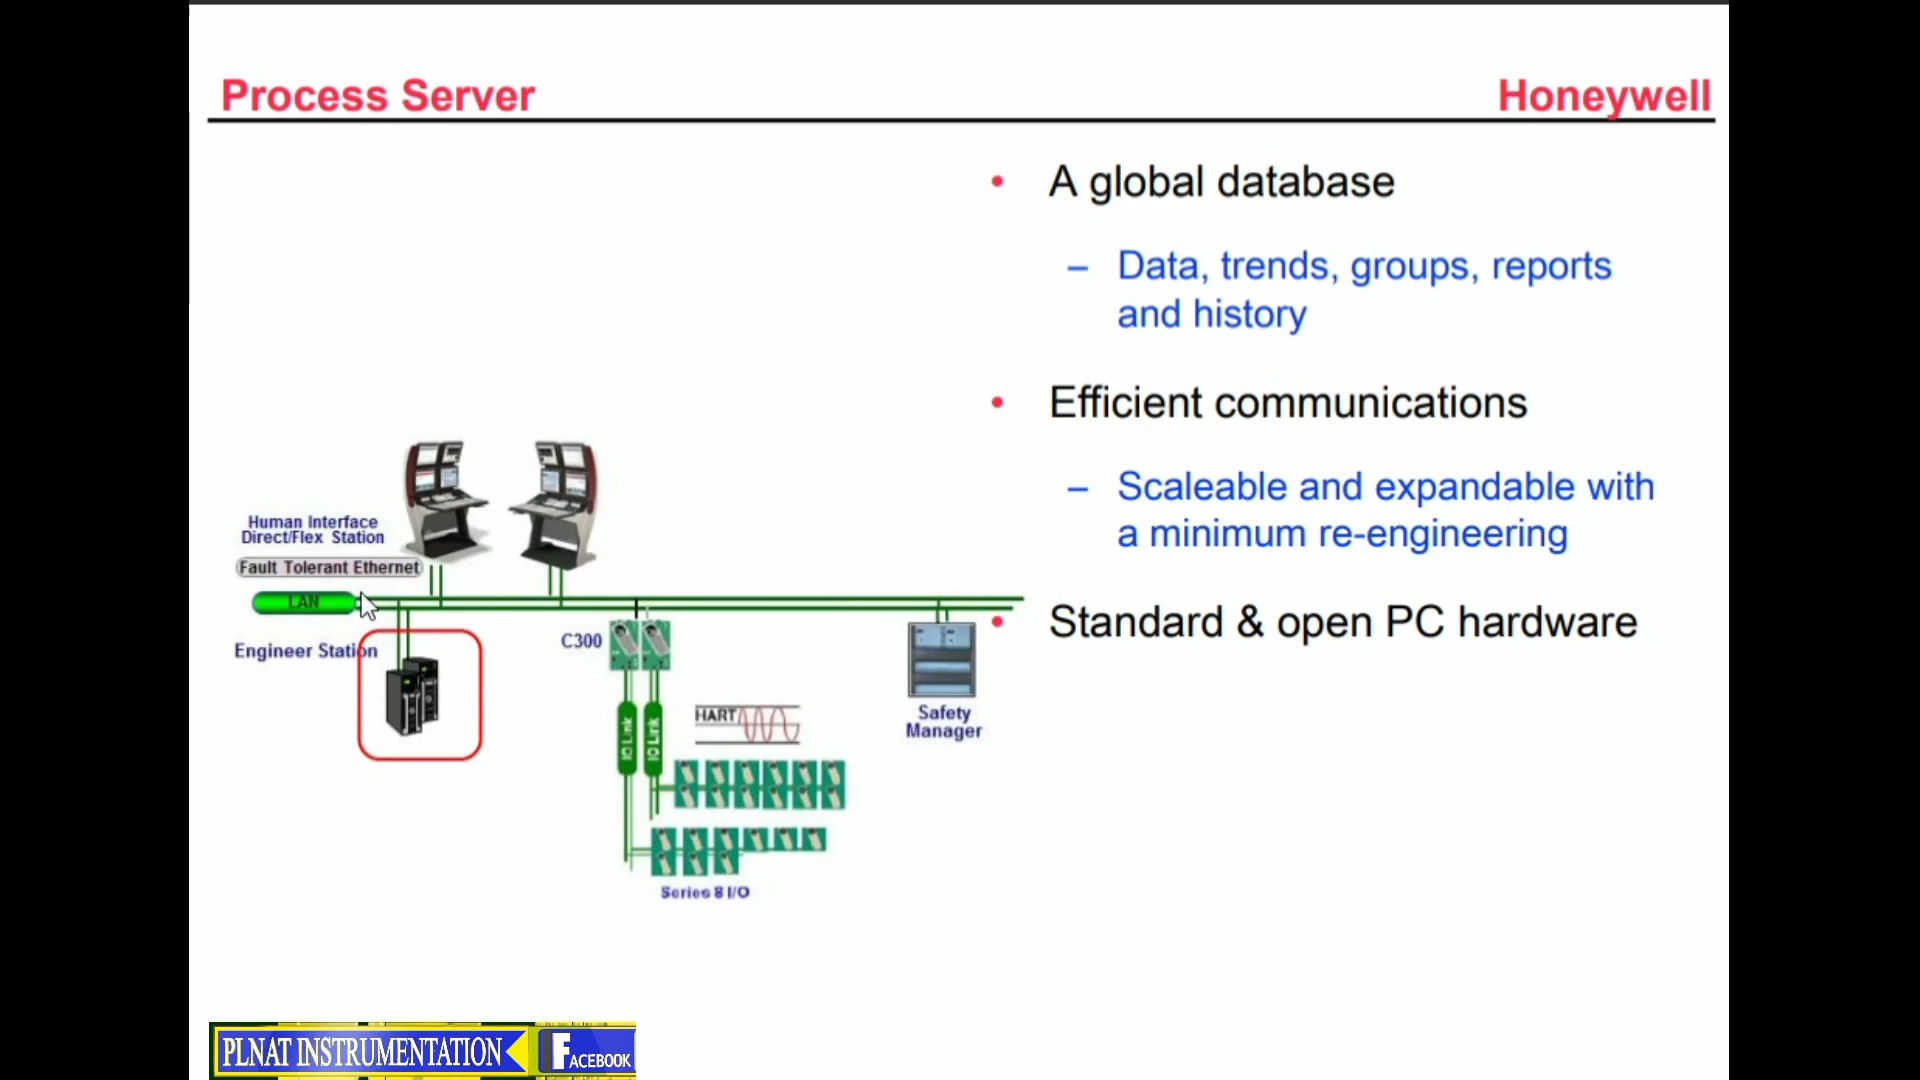 Process Server
Honeywell
• A global database
– Data, trends, groups, reports
and history
• Efficient communications
– Scaleable and expandable with
a minimum re-engineering
• Standard & open PC hardware
Human Interface
Direct/Flex Station
Fault Tolerant Ethernet
LAN
Engineer Station
C300
IO Link
IO Link
HART
Safety
Manager
Series 8 I/O
PLNAT INSTRUMENTATION
FACEBOOK